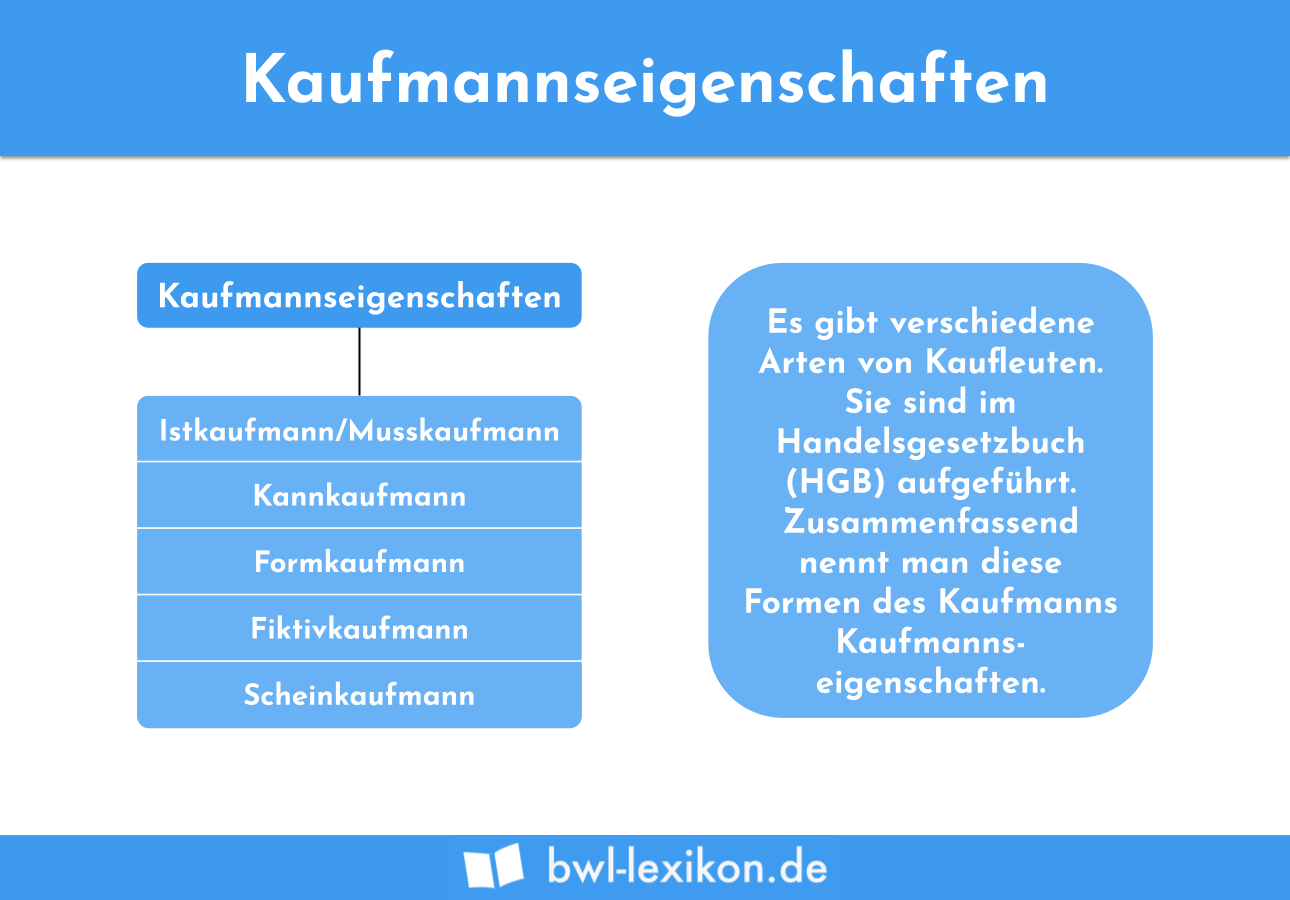 Kaufmannseigenschaften
Kaufmannseigenschaften
Istkaufmann/Musskaufmann
Kannkaufmann
Formkaufmann
Fiktivkaufmann
Scheinkaufmann
Es gibt verschiedene
Arten von Kaufleuten.
Sie sind im
Handelsgesetzbuch
(HGB) aufgeführt.
Zusammenfassend
nennt man diese
Formen des Kaufmanns
Kaufmanns-
eigenschaften.
bwl-lexikon.de